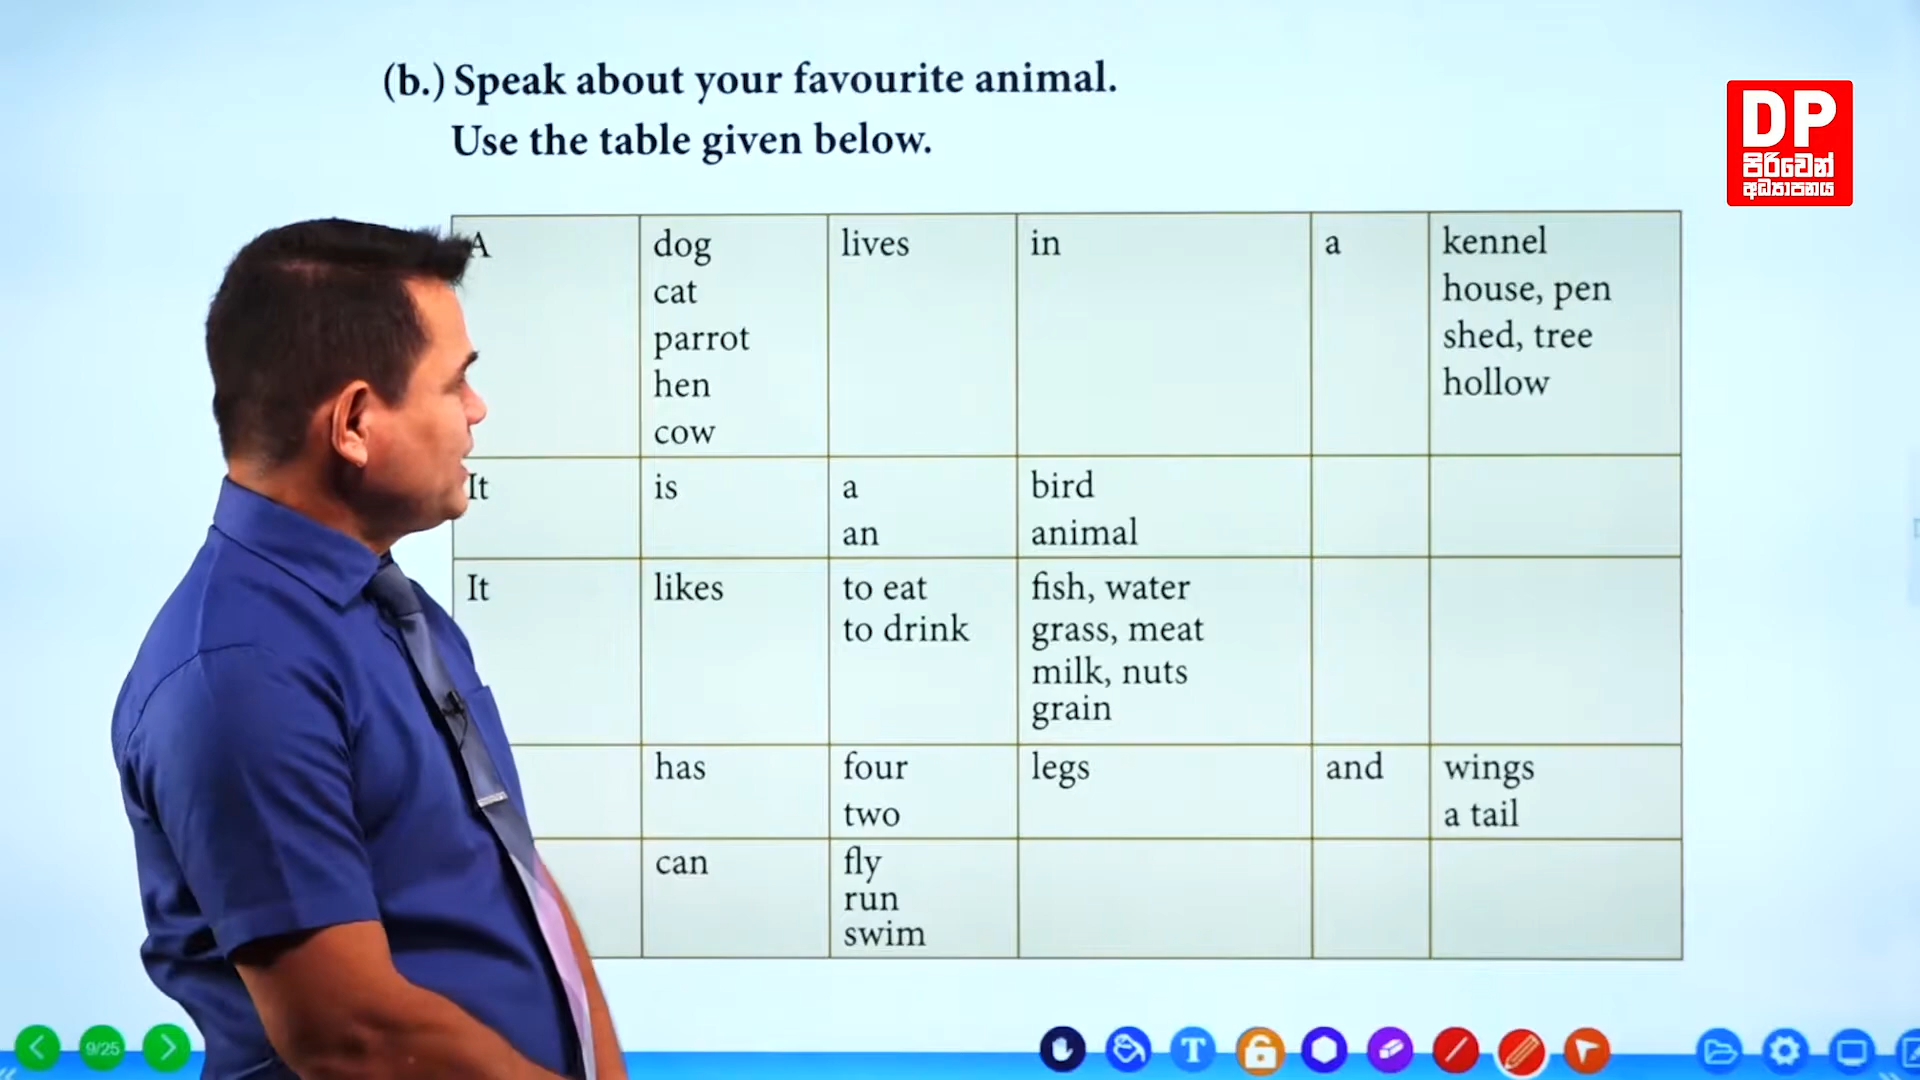 (b.) Speak about your favourite animal.
Use the table given below.
DP
පිරිවෙන්
අධ්‍යාපනය
A dog lives in a kennel
cat house, pen
parrot shed, tree
hen hollow
cow
It is a bird
an animal
It likes to eat fish, water
to drink grass, meat
milk, nuts
grain
has four legs and wings
two a tail
can fly
run
swim
9/25
T